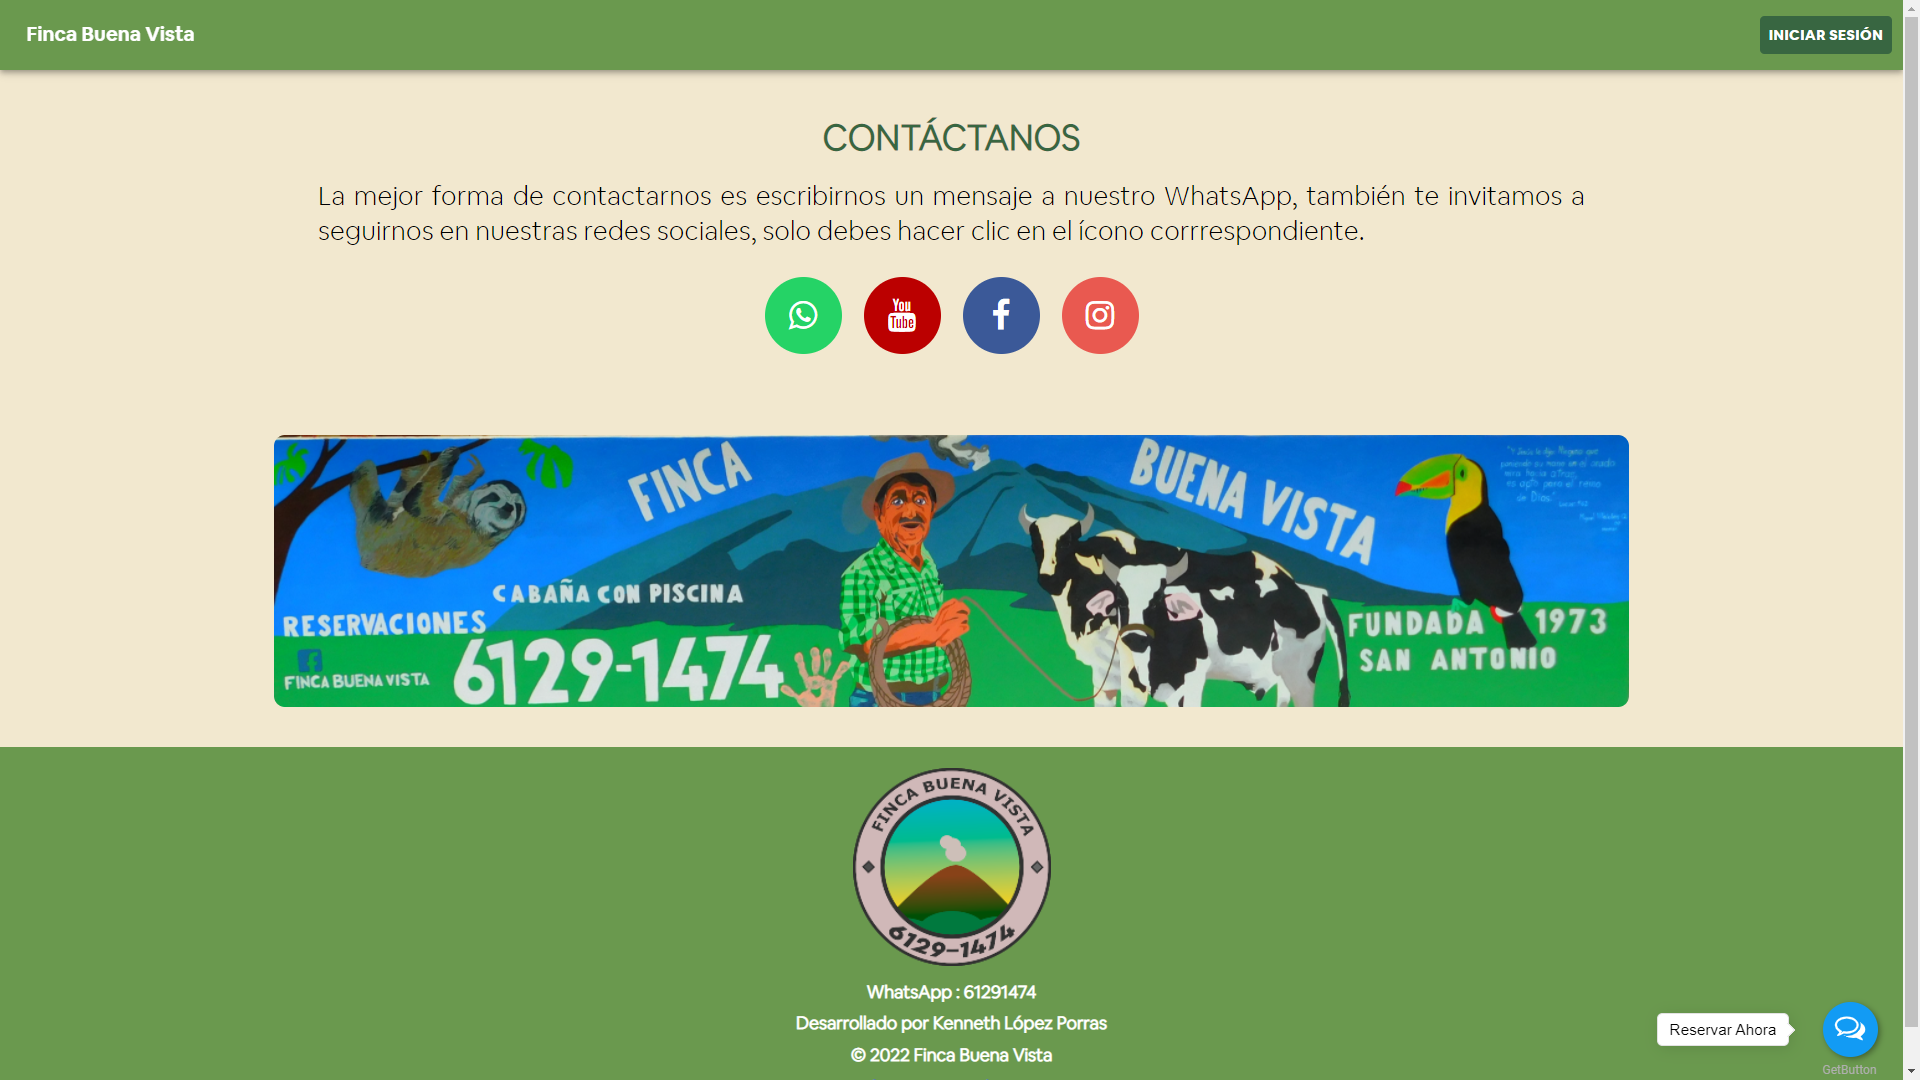 Finca Buena Vista
INICIAR SESIÓN
CONTÁCTANOS
La mejor forma de contactarnos es escribirnos un mensaje a nuestro WhatsApp, también te invitamos a
seguirnos en nuestras redes sociales, solo debes hacer clic en el ícono corrrespondiente.
You
Tube
FINCA
BUENA VISTA
CABAÑA CON PISCINA
RESERVACIONES
6129-1474
FINCA BUENA VISTA
FUNDADA 1973
SAN ANTONIO
de Dios."
FINCA BUENA VISTA
6129-1474
WhatsApp : 61291474
Desarrollado por Kenneth López Porras
© 2022 Finca Buena Vista
Reservar Ahora
GetButton